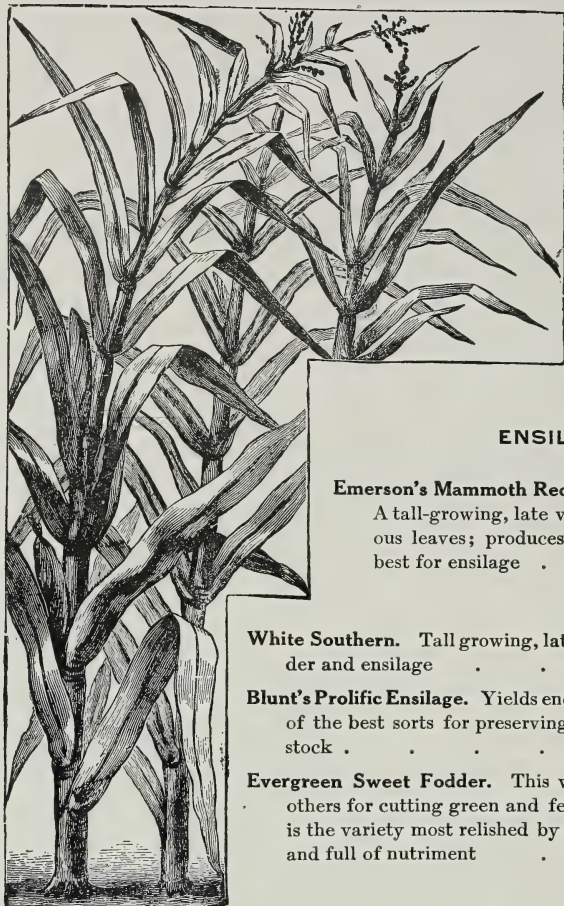 ENSIL
Emerson's Mammoth Red
A tall-growing, late v
ous leaves; produces
best for ensilage .
White Southern. Tall growing, lat
der and ensilage . .
Blunt's Prolific Ensilage. Yields eno
of the best sorts for preserving
stock . . . .
Evergreen Sweet Fodder. This v
others for cutting green and fe
is the variety most relished by
and full of nutriment .